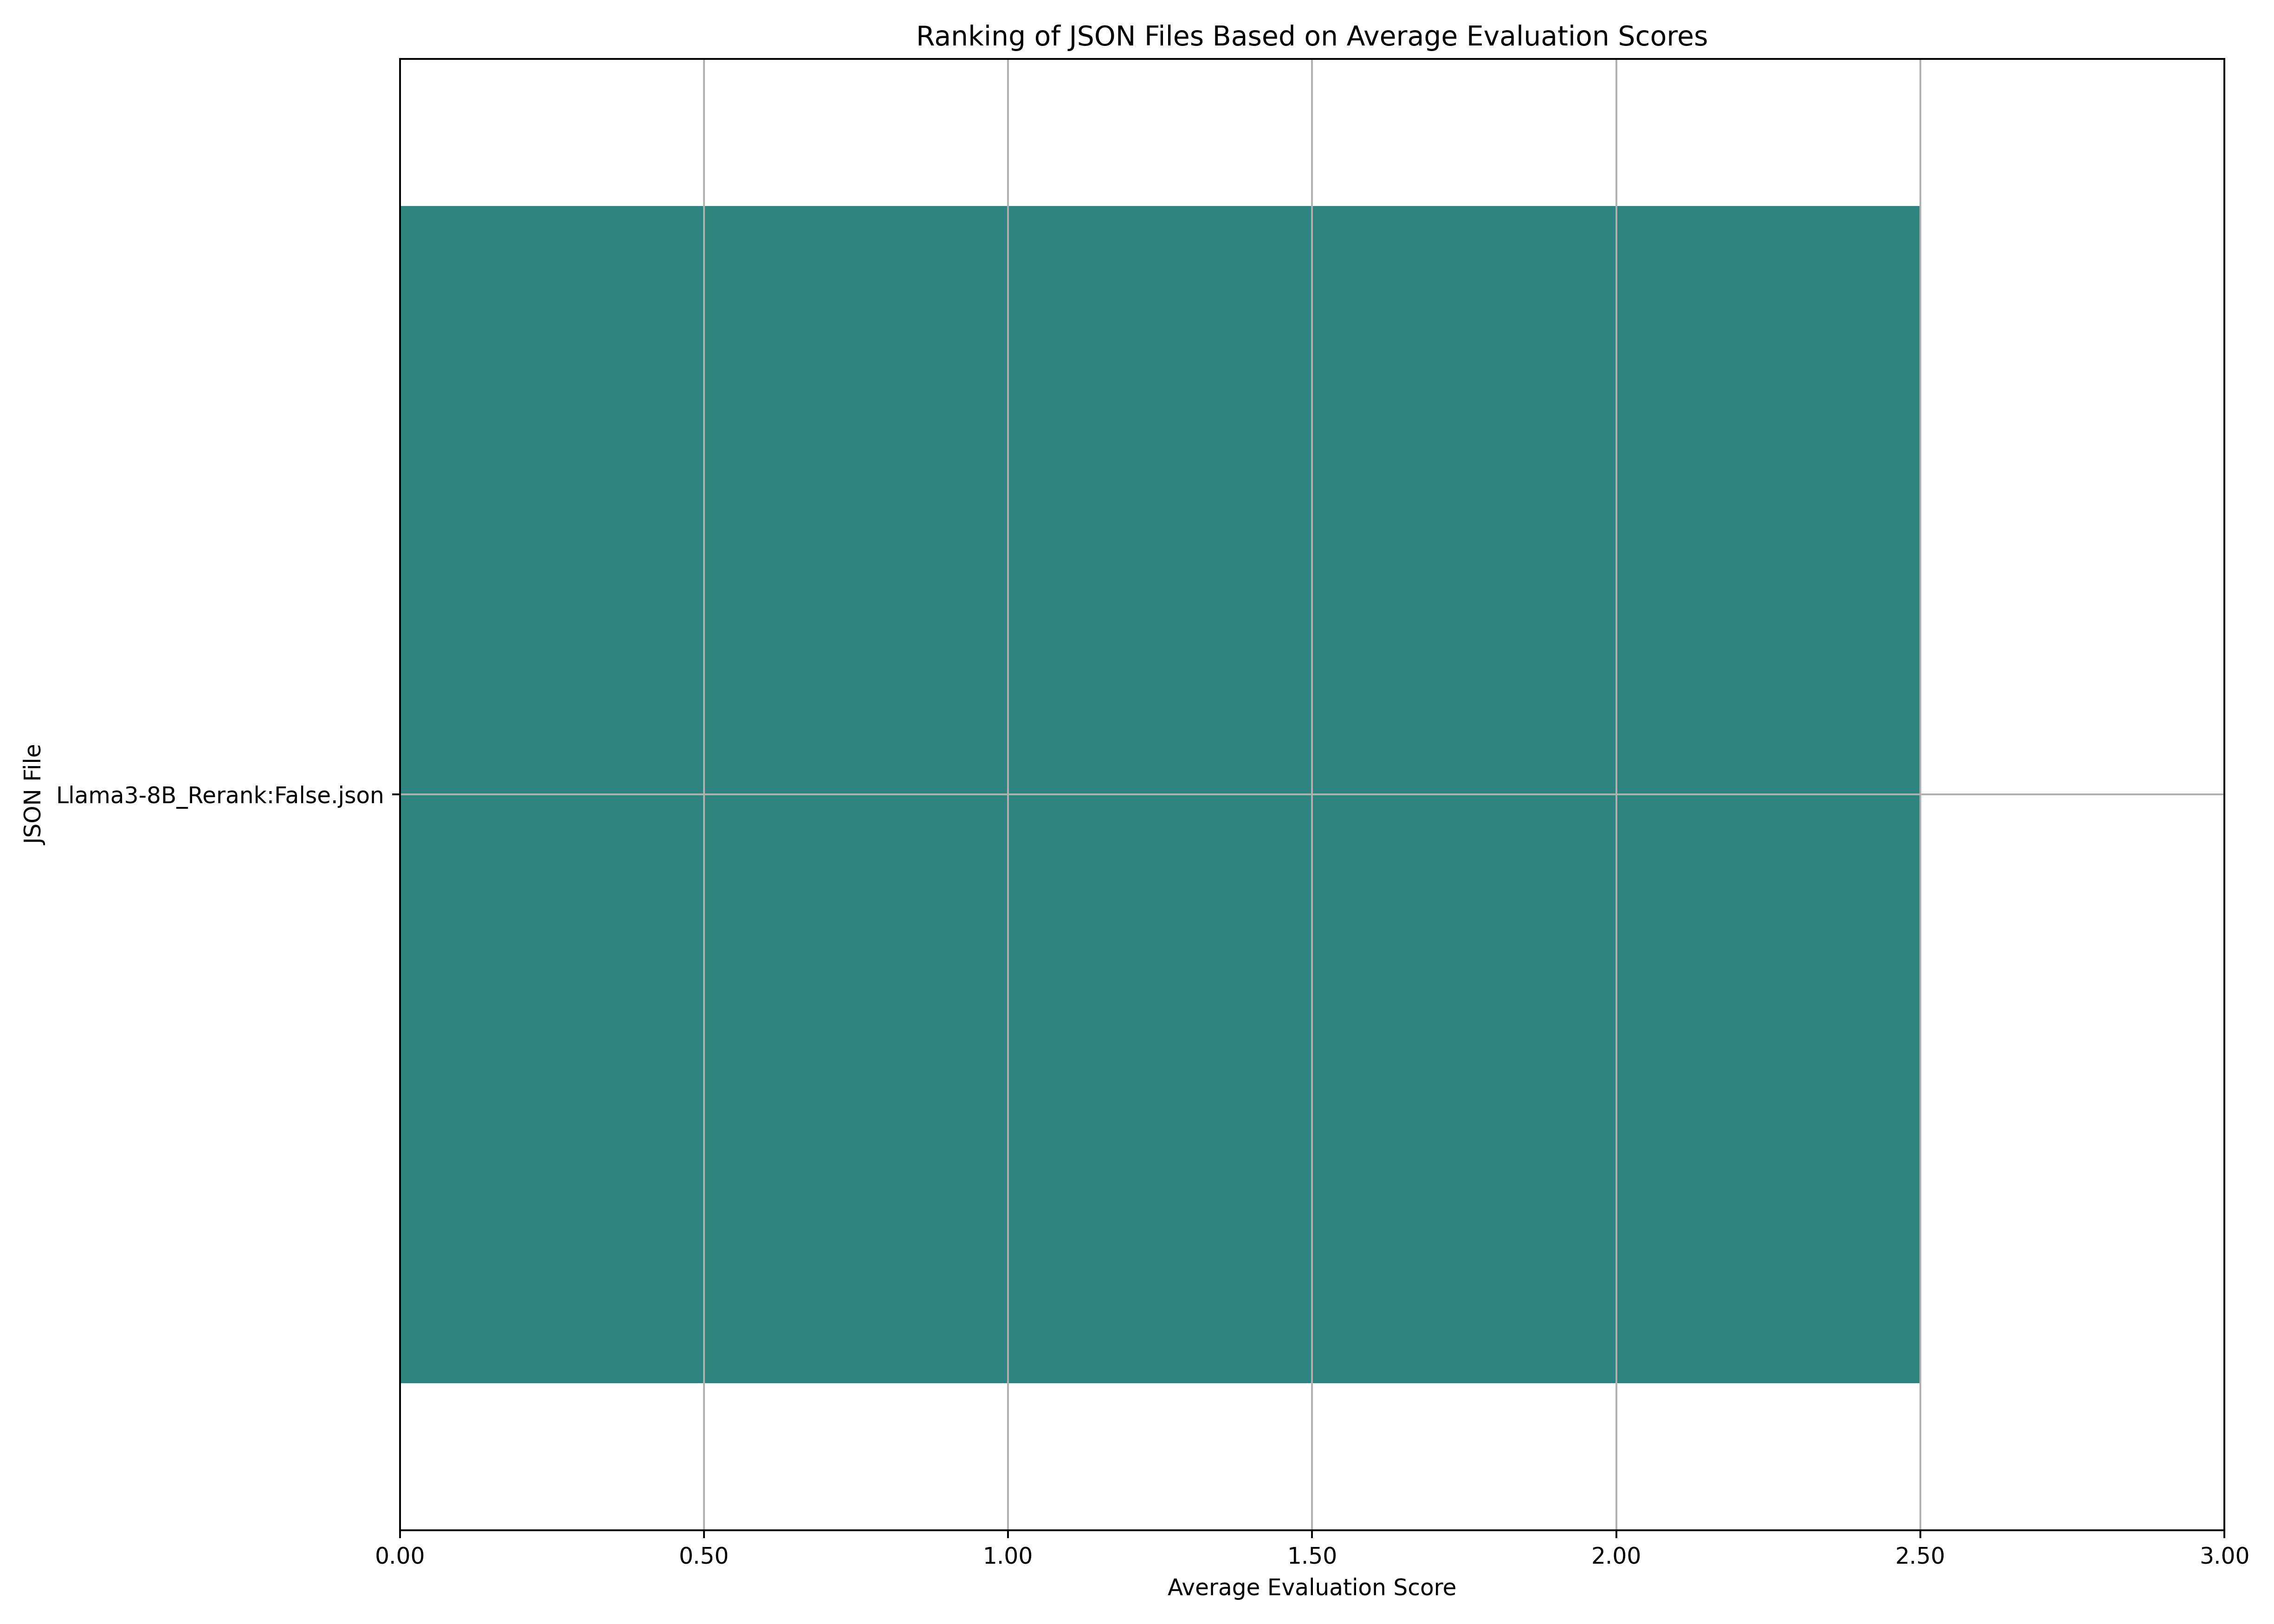 Ranking of JSON Files Based on Average Evaluation Scores
JSON File
Llama3-8B_Rerank:False.json
0.00 0.50 1.00 1.50 2.00 2.50 3.00
Average Evaluation Score